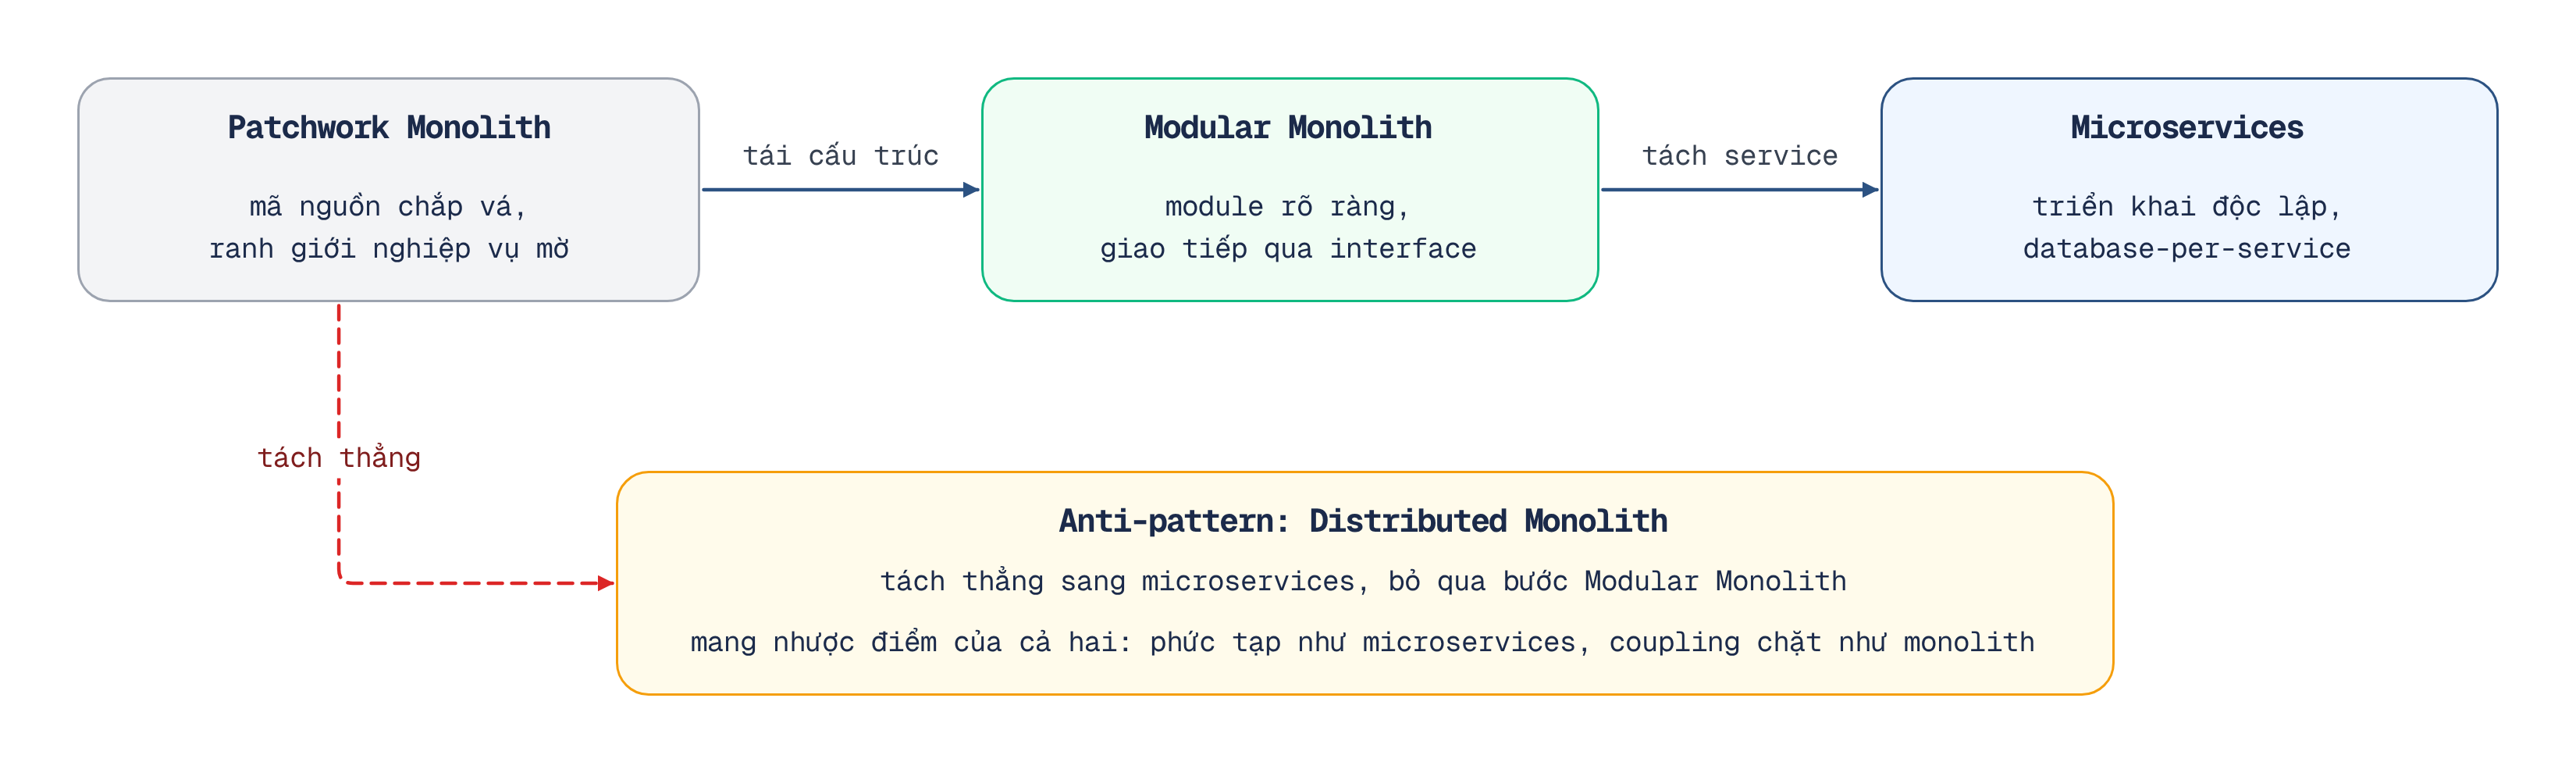 Patchwork Monolith
mã nguồn chắp vá,
ranh giới nghiệp vụ mờ
tái cấu trúc
Modular Monolith
module rõ ràng,
giao tiếp qua interface
tách service
Microservices
triển khai độc lập,
database-per-service
tách thẳng
Anti-pattern: Distributed Monolith
tách thẳng sang microservices, bỏ qua bước Modular Monolith
mang nhược điểm của cả hai: phức tạp như microservices, coupling chặt như monolith